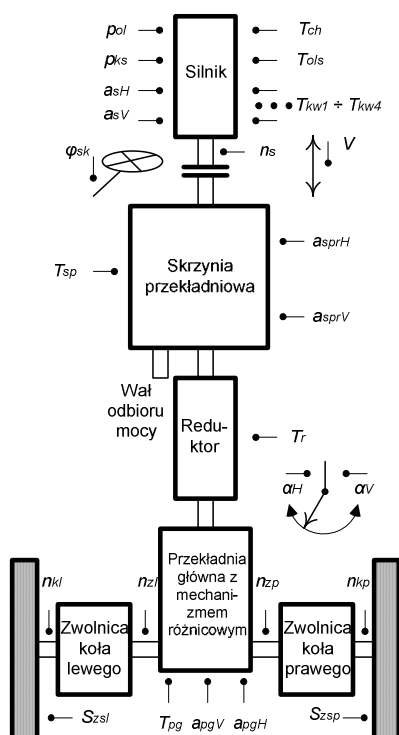 pol
Tch
pks
Silnik
Tols
asH
Tkw1 ÷ Tkw4
asV
φsk
ns
V
asprH
Tsp
Skrzynia
przekładniowa
asprV
Wał
odbioru
mocy
Reduktor
Redu-
ktor
Tr
αH
αV
Przekładnia
główna z
mechani-
zmem
różnicowym
nkl
nzl
nzp
nkp
Zwolnica
koła
lewego
Zwolnica
koła
prawego
Szsl
Szsp
Tpg
apgV
apgH